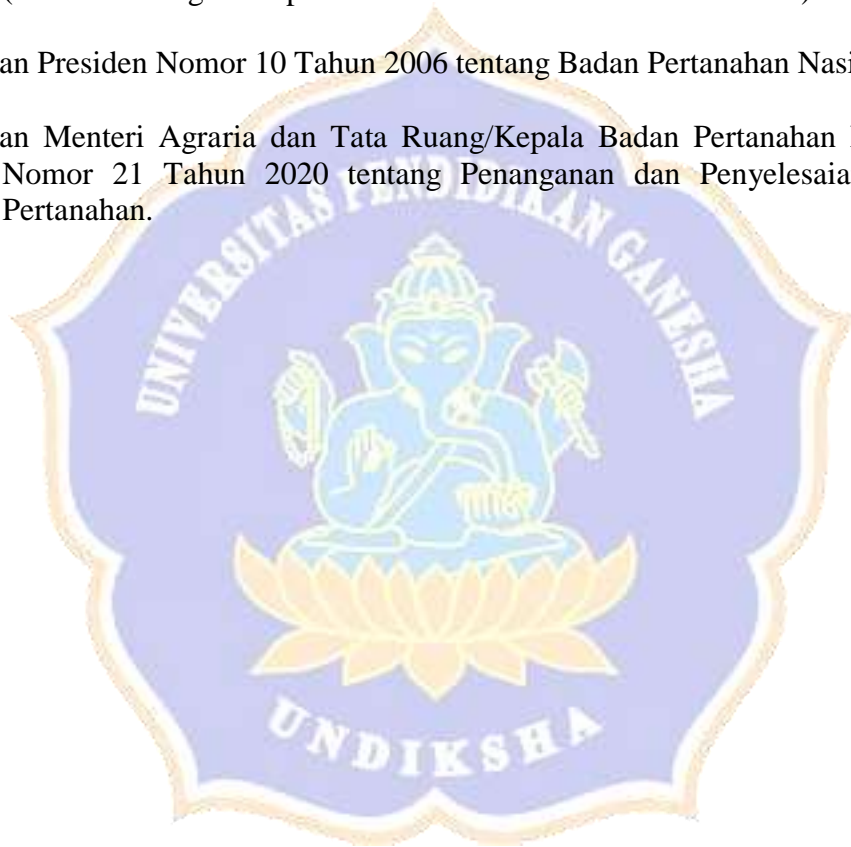 an Presiden Nomor 10 Tahun 2006 tentang Badan Pertanahan Nasi
an Menteri Agraria dan Tata Ruang/Kepala Badan Pertanahan
Nomor 21 Tahun 2020 tentang Penanganan dan Penyelesaia
Pertanahan.
UNIVERSITAS PENDIDIKAN GANESHA
UNDIKSHA